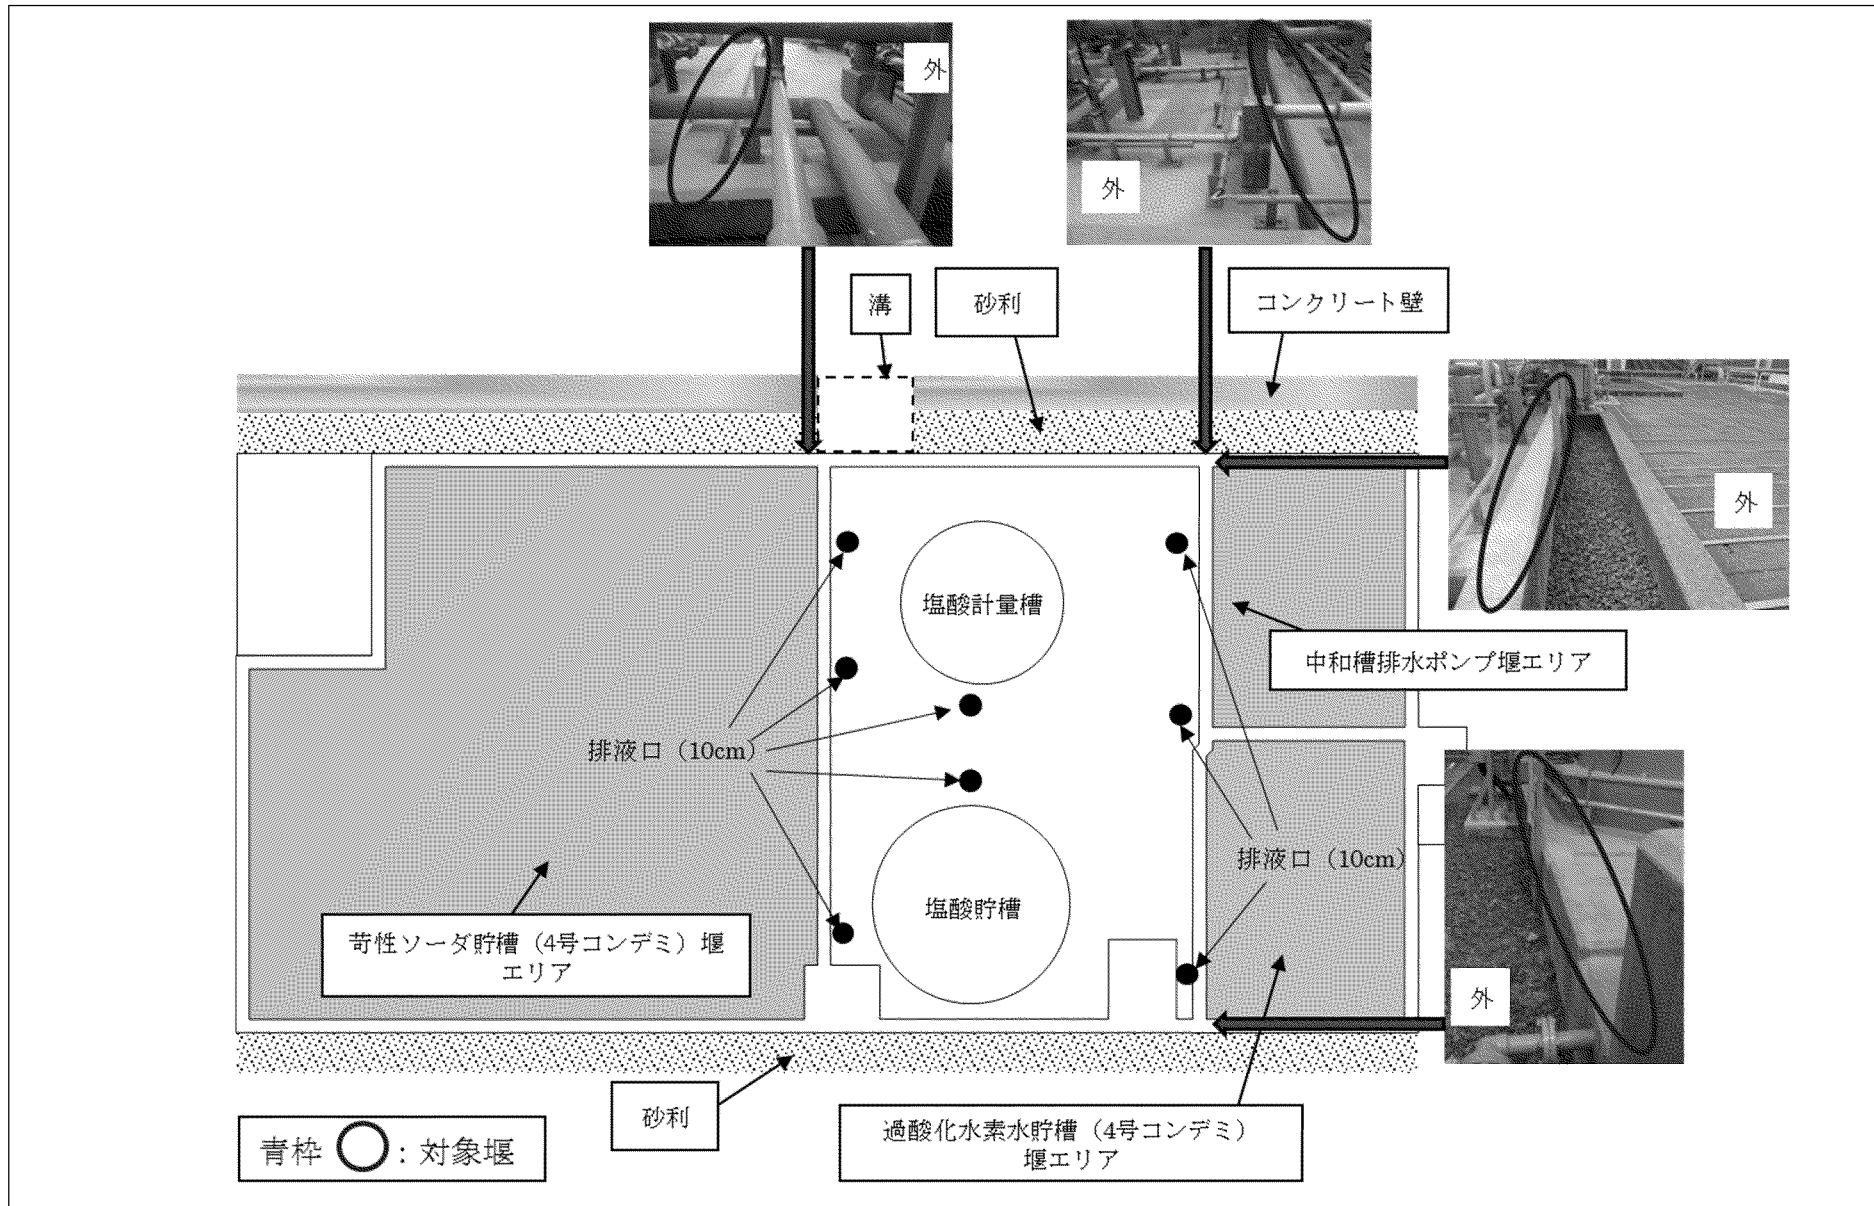 外
外
溝
砂利
コンクリート壁
外
塩酸計量槽
中和槽排水ポンプ堰エリア
排液口（10cm）
排液口（10cm）
塩酸貯槽
苛性ソーダ貯槽（4号コンデミ）堰
エリア
外
砂利
過酸化水素水貯槽（4号コンデミ）
堰エリア
青枠 ：対象堰